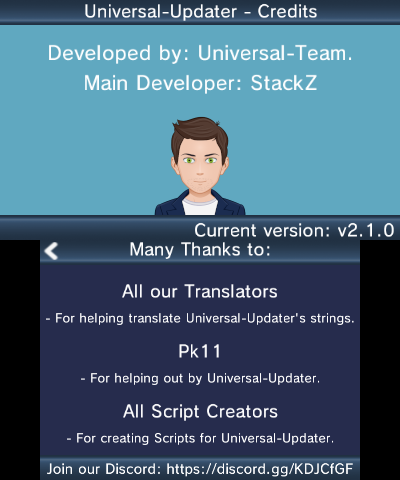 Universal-Updater - Credits
Developed by: Universal-Team.
Main Developer: StackZ
Current version: v2.1.0
Many Thanks to:
All our Translators
- For helping translate Universal-Updater's strings.
Pk11
- For helping out by Universal-Updater.
All Script Creators
- For creating Scripts for Universal-Updater.
Join our Discord: https://discord.gg/KDJCfGF